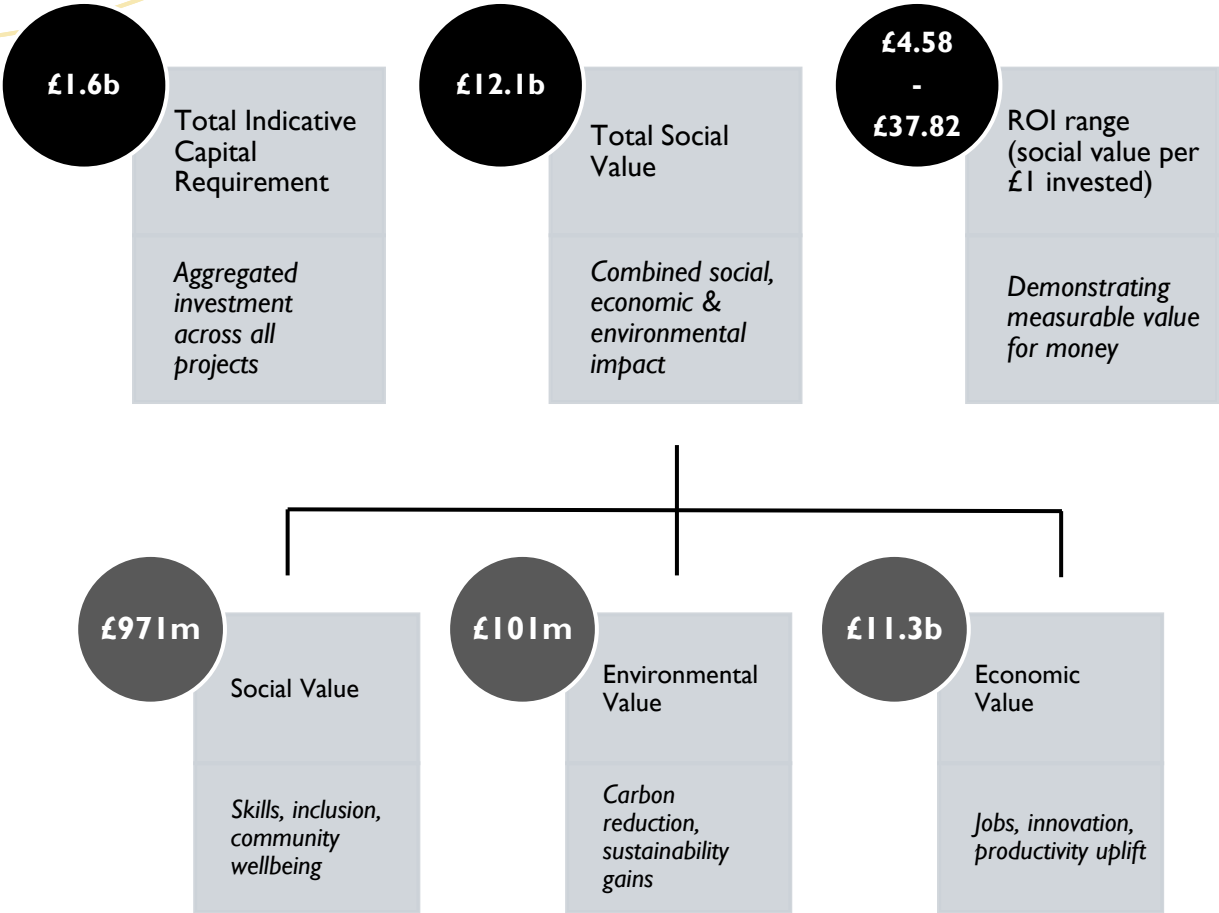 £1.6b
Total Indicative
Capital
Requirement
Aggregated
investment
across all
projects
£12.1b
Total Social
Value
Combined social,
economic &
environmental
impact
£4.58
-
£37.82
ROI range
(social value per
£1 invested)
Demonstrating
measurable value
for money
£971m
Social Value
Skills, inclusion,
community
wellbeing
£101m
Environmental
Value
Carbon
reduction,
sustainability
gains
£11.3b
Economic
Value
Jobs, innovation,
productivity uplift